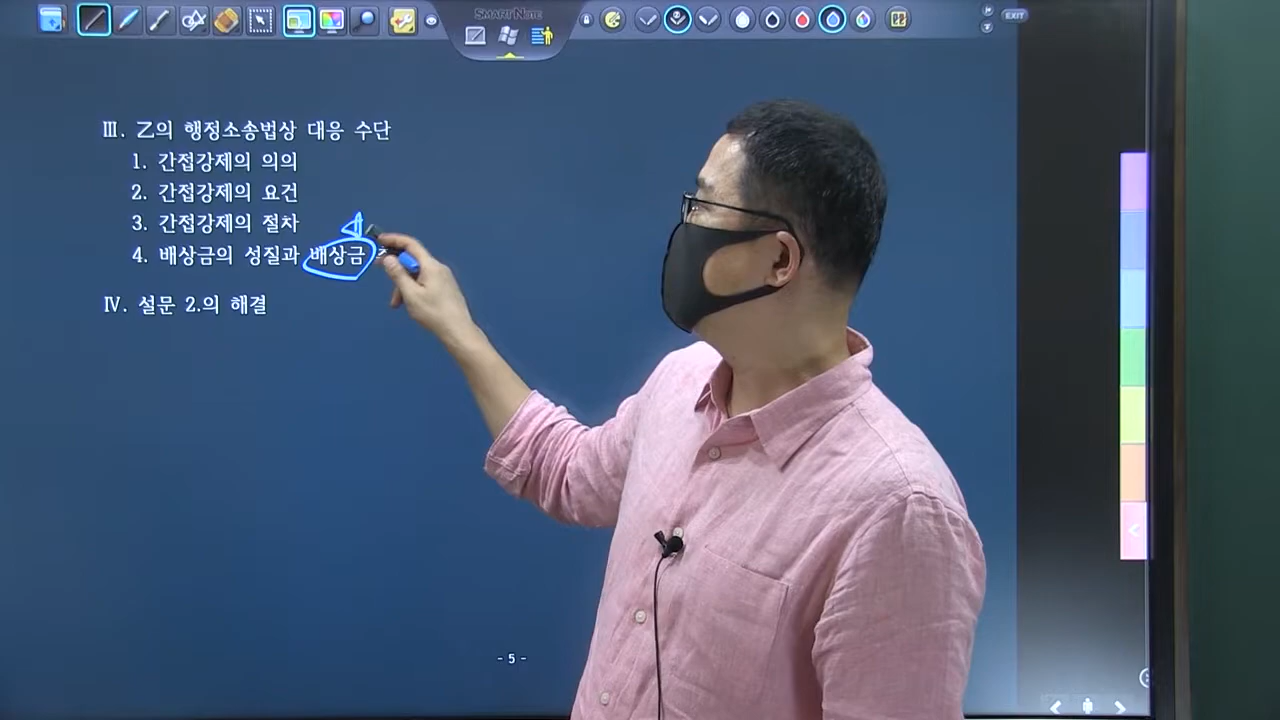 SMARTNOTE
EXIT
Ⅲ. 乙의 행정소송법상 대응 수단
1. 간접강제의 의의
2. 간접강제의 요건
3. 간접강제의 절차
4. 배상금의 성질과 배상금
Ⅳ. 설문 2.의 해결
- 5 -